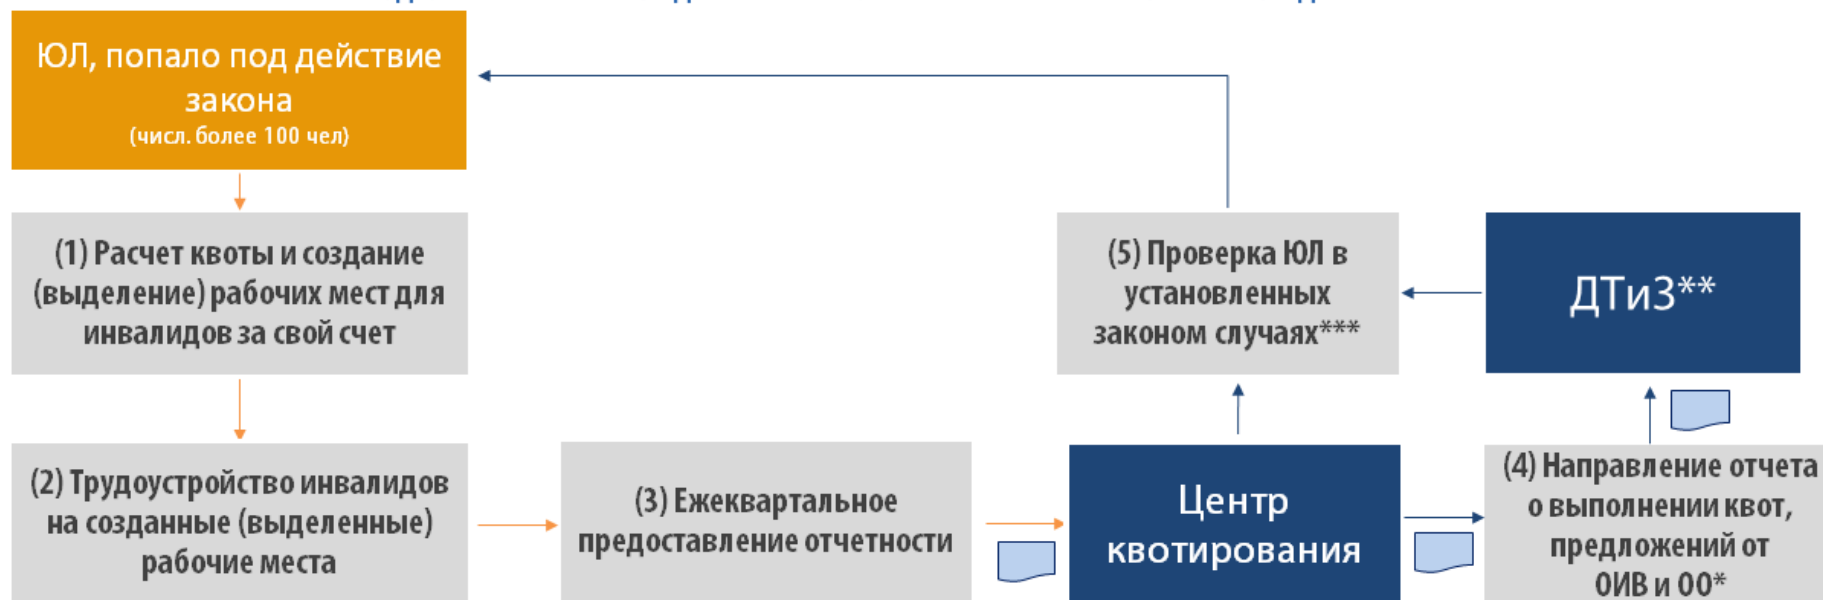 ЮЛ, попало под действие
закона
(числ. более 100 чел)
(1) Расчет квоты и создание
(выделение) рабочих мест для
инвалидов за свой счет
(5) Проверка ЮЛ в
установленных
законом случаях***
ДТиЗ**
(2) Трудоустройство инвалидов
на созданные (выделенные)
рабочие места
(3) Ежеквартальное
предоставление отчетности
Центр
квотирования
(4) Направление отчета
о выполнении квот,
предложений от
ОИВ и ОО*